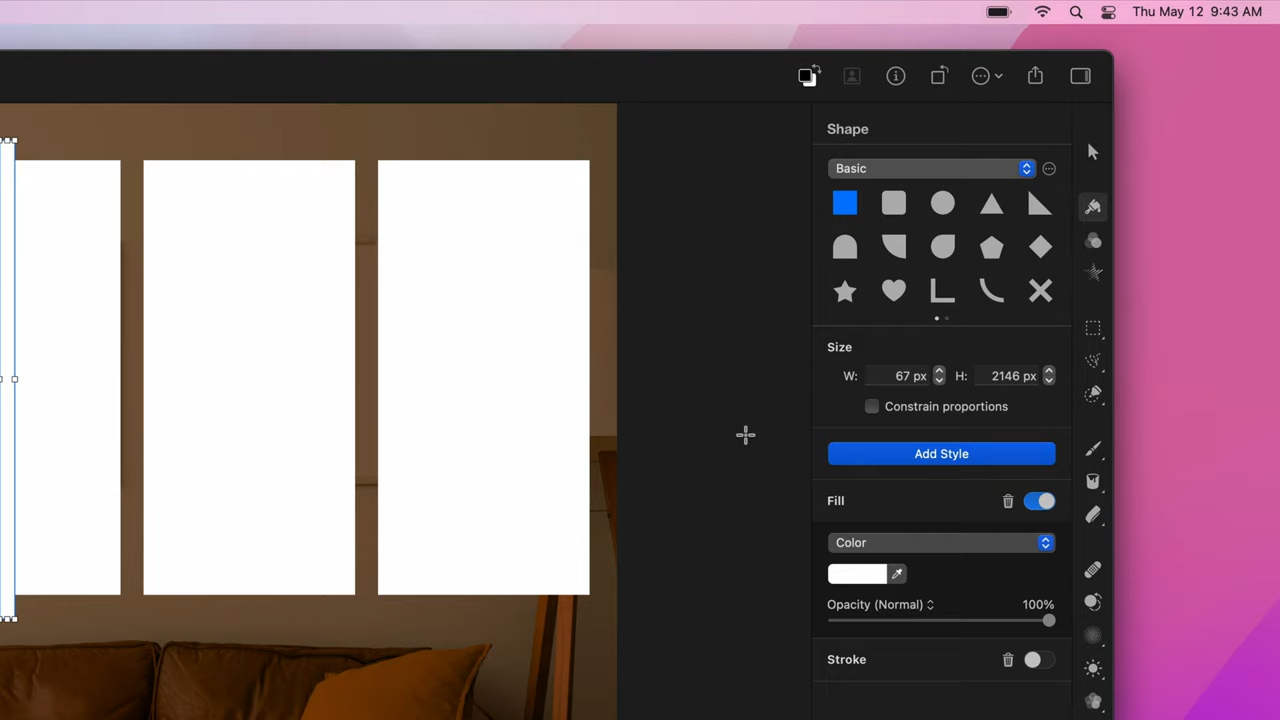 Thu May 12 9:43 AM
Shape
Basic
Size
W: 67 px H: 2146 px
Constrain proportions
Add Style
Fill
Color
Opacity (Normal) 100%
Stroke